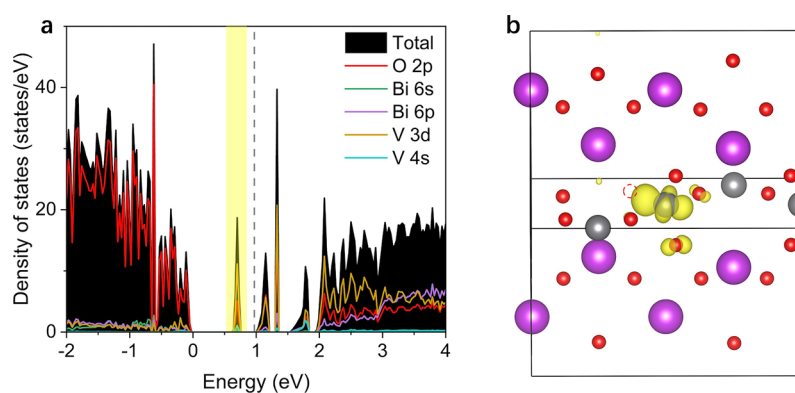 a
b
Total
O 2p
Bi 6s
Bi 6p
V 3d
V 4s
Density of states (states/eV)
40
20
0
-2
-1
0
1
2
3
4
Energy (eV)